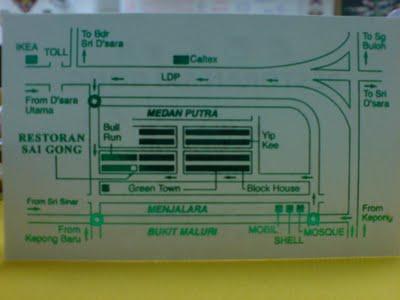 To Bdr
Sri D'sara
IKEA
TOLL
Caltex
To Sg
Buloh
LDP
From D'sara
Utama
To Sri
D'sara
MEDAN PUTRA
Bull
Run
Yip
Kee
RESTORAN
SAI GONG
Green Town
Block House
From Sri Sinar
MENJALARA
From
Kepong
From
Kepong Baru
BUKIT MALURI
MOBIL
SHELL
MOSQUE